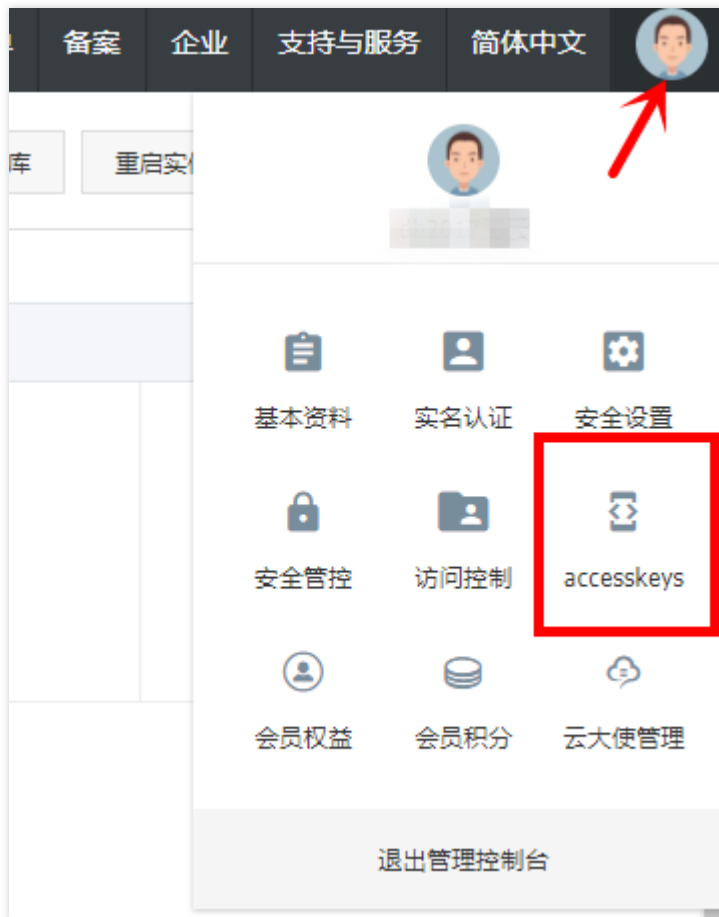 备案 企业 支持与服务 简体中文
库 重启实
基本资料 实名认证 安全设置
安全管控 访问控制 accesskeys
会员权益 会员积分 云大使管理
退出管理控制台